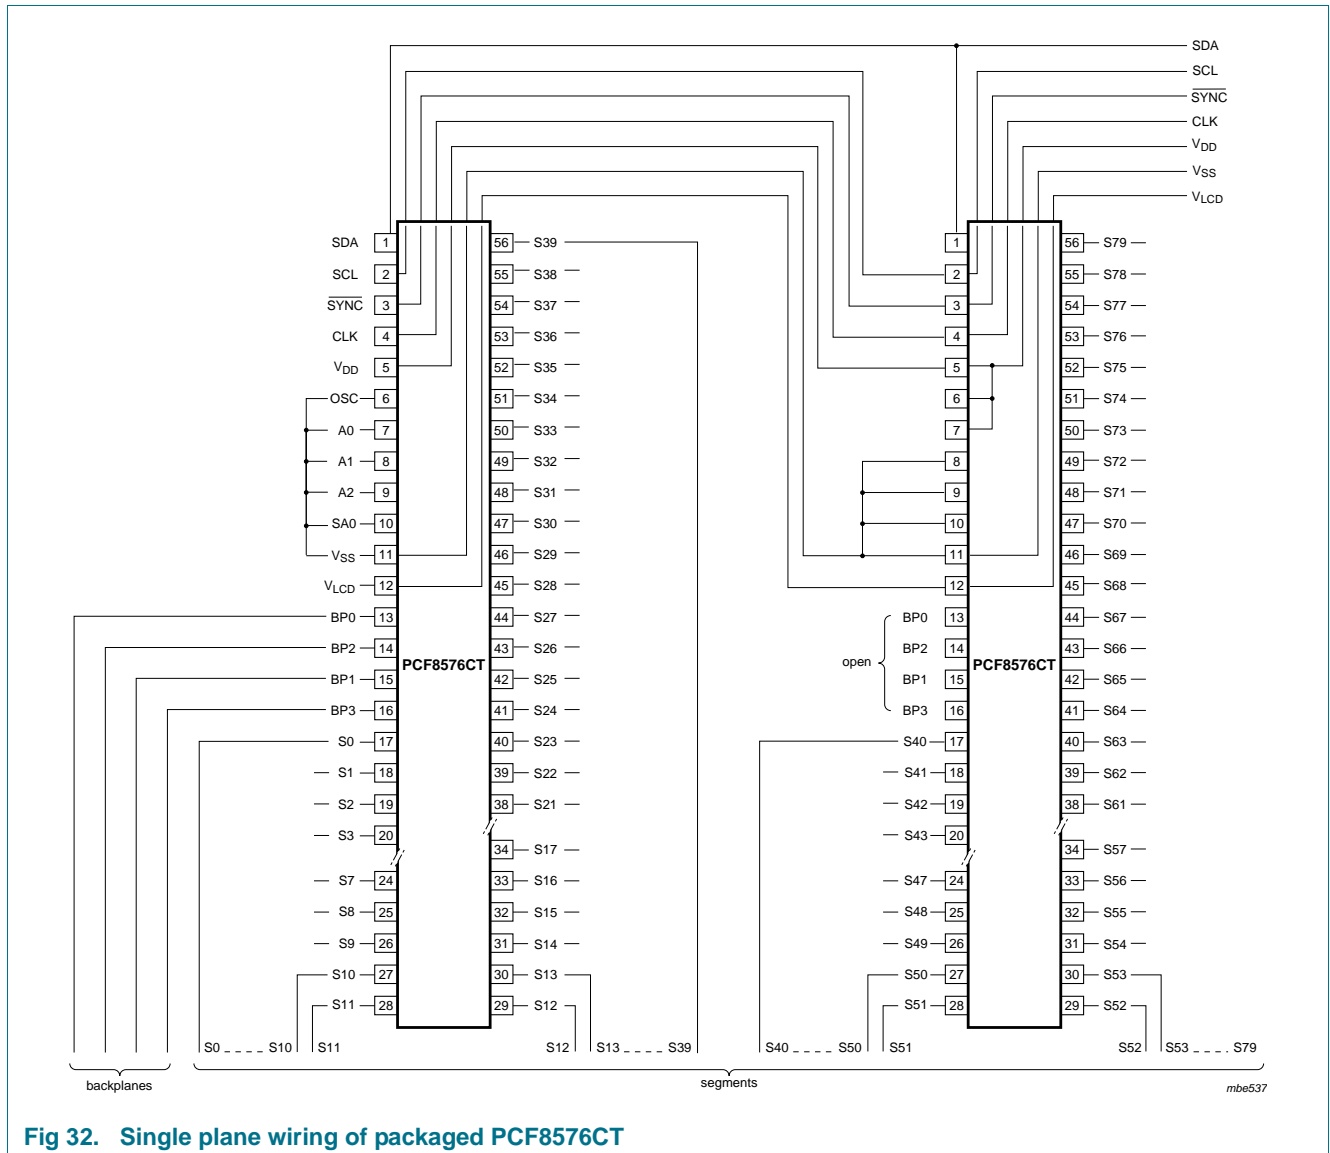 SDA
SCL
SYNC
CLK
VDD
VSS
VLCD
SDA 1 56 S39 1 56 S79
SCL 2 55 S38 2 55 S78
SYNC 3 54 S37 3 54 S77
CLK 4 53 S36 4 53 S76
VDD 5 52 S35 5 52 S75
OSC 6 51 S34 6 51 S74
A0 7 50 S33 7 50 S73
A1 8 49 S32 8 49 S72
A2 9 48 S31 9 48 S71
SA0 10 47 S30 10 47 S70
VSS 11 46 S29 11 46 S69
VLCD 12 45 S28 12 45 S68
BP0 13 44 S27 BP0 13 44 S67
BP2 14 43 S26 BP2 14 43 S66
PCF8576CT open PCF8576CT
BP1 15 42 S25 BP1 15 42 S65
BP3 16 41 S24 BP3 16 41 S64
S0 17 40 S23 S40 17 40 S63
S1 18 39 S22 S41 18 39 S62
S2 19 38 S21 S42 19 38 S61
S3 20 34 S17 S43 20 34 S57
S7 24 33 S16 S47 24 33 S56
S8 25 32 S15 S48 25 32 S55
S9 26 31 S14 S49 26 31 S54
S10 27 30 S13 S50 27 30 S53
S11 28 29 S12 S51 28 29 S52
S0 S10 S11 S12 S13 S39 S40 S50 S51 S52 S53 S79
backplanes segments
mbe537
Fig 32. Single plane wiring of packaged PCF8576CT